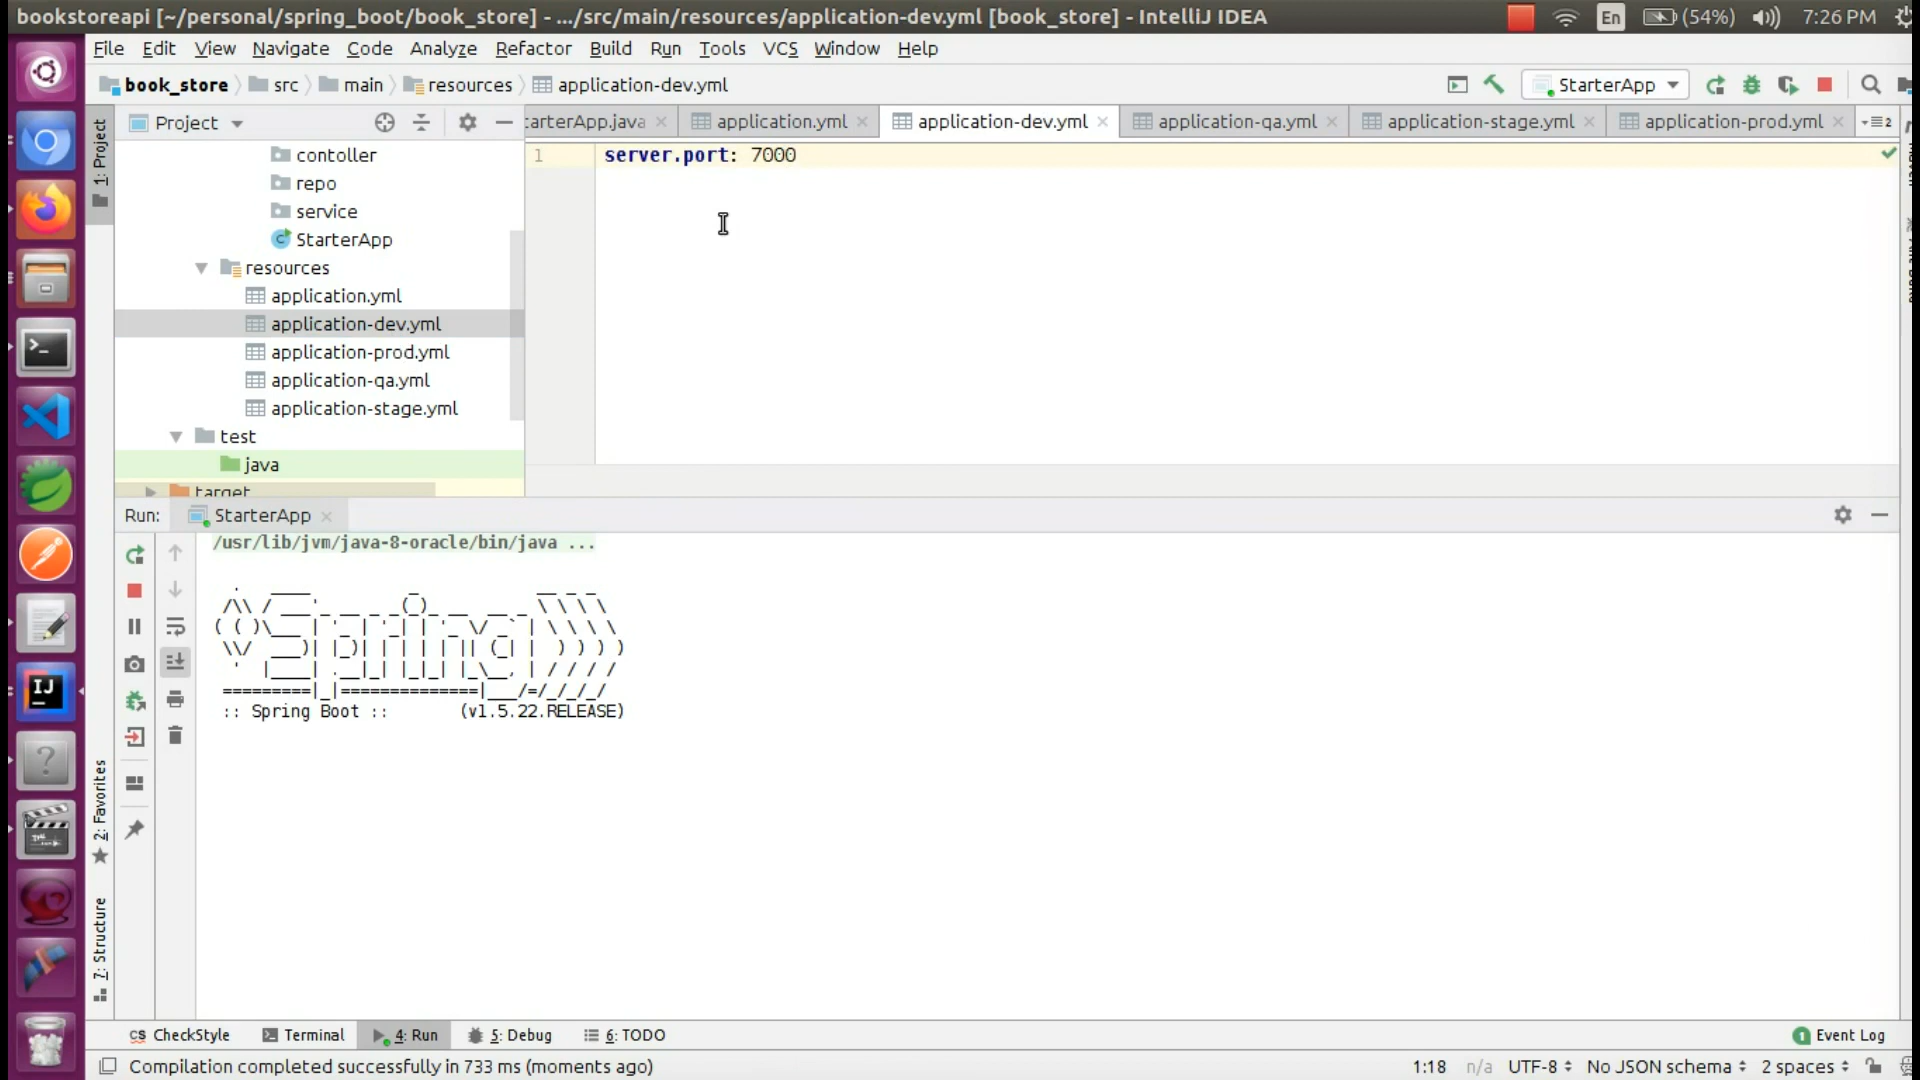 bookstoreapi [~/personal/spring_boot/book_store] - .../src/main/resources/application-dev.yml [book_store] - IntelliJ IDEA
En (54%) 7:26 PM
File Edit View Navigate Code Analyze Refactor Build Run Tools VCS Window Help
book_store src main resources application-dev.yml
StarterApp
Project
tarterApp.java application.yml application-dev.yml application-qa.yml application-stage.yml application-prod.yml 2
1: Project
contoller
repo
service
StarterApp
resources
application.yml
application-dev.yml
application-prod.yml
application-qa.yml
application-stage.yml
test
java
target
1 server.port: 7000
Run: StarterApp
/usr/lib/jvm/java-8-oracle/bin/java ...
Spring
:: Spring Boot :: (v1.5.22.RELEASE)
2: Favorites
7: Structure
CheckStyle Terminal 4: Run 5: Debug 6: TODO
1 Event Log
Compilation completed successfully in 733 ms (moments ago)
1:18 n/a UTF-8 No JSON schema 2 spaces